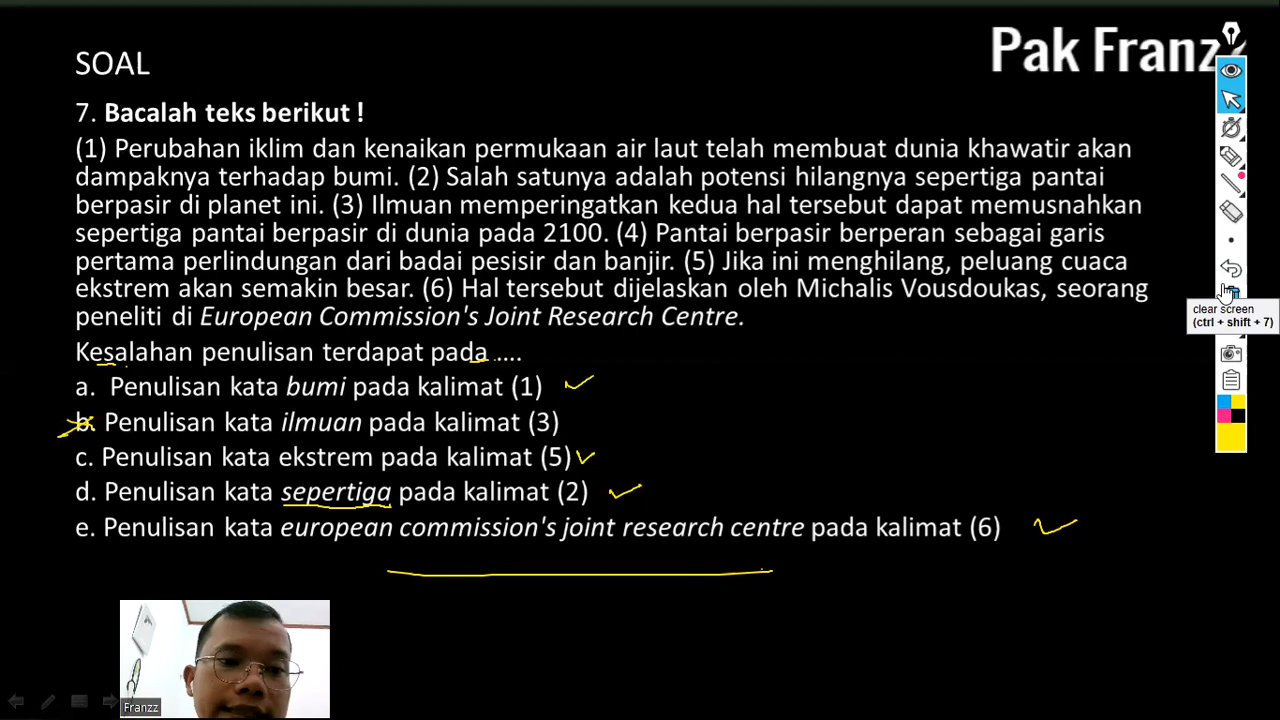 Pak Franzz
SOAL
7. Bacalah teks berikut !
(1) Perubahan iklim dan kenaikan permukaan air laut telah membuat dunia khawatir akan
dampaknya terhadap bumi. (2) Salah satunya adalah potensi hilangnya sepertiga pantai
berpasir di planet ini. (3) Ilmuan memperingatkan kedua hal tersebut dapat memusnahkan
sepertiga pantai berpasir di dunia pada 2100. (4) Pantai berpasir berperan sebagai garis
pertama perlindungan dari badai pesisir dan banjir. (5) Jika ini menghilang, peluang cuaca
ekstrem akan semakin besar. (6) Hal tersebut dijelaskan oleh Michalis Vousdoukas, seorang
peneliti di European Commission's Joint Research Centre.
Kesalahan penulisan terdapat pada ....
a. Penulisan kata bumi pada kalimat (1)
b. Penulisan kata ilmuan pada kalimat (3)
c. Penulisan kata ekstrem pada kalimat (5)
d. Penulisan kata sepertiga pada kalimat (2)
e. Penulisan kata european commission's joint research centre pada kalimat (6)
clear screen
(ctrl + shift + 7)
Franzz